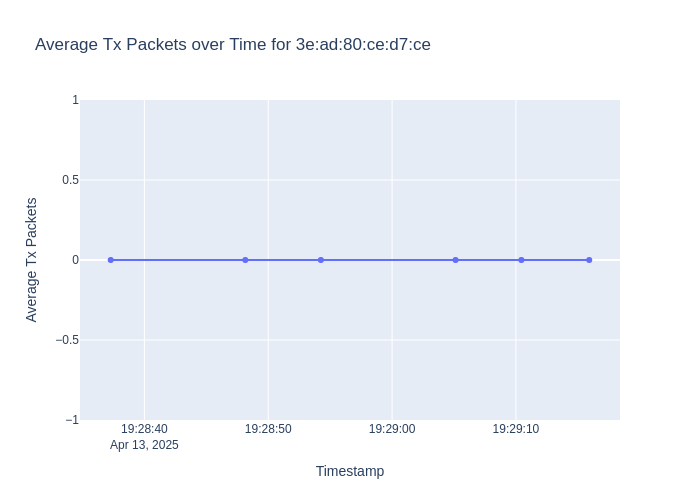 Average Tx Packets over Time for 3e:ad:80:ce:d7:ce
Average Tx Packets
1
0.5
0
−0.5
−1
19:28:40
19:28:50
19:29:00
19:29:10
Apr 13, 2025
Timestamp